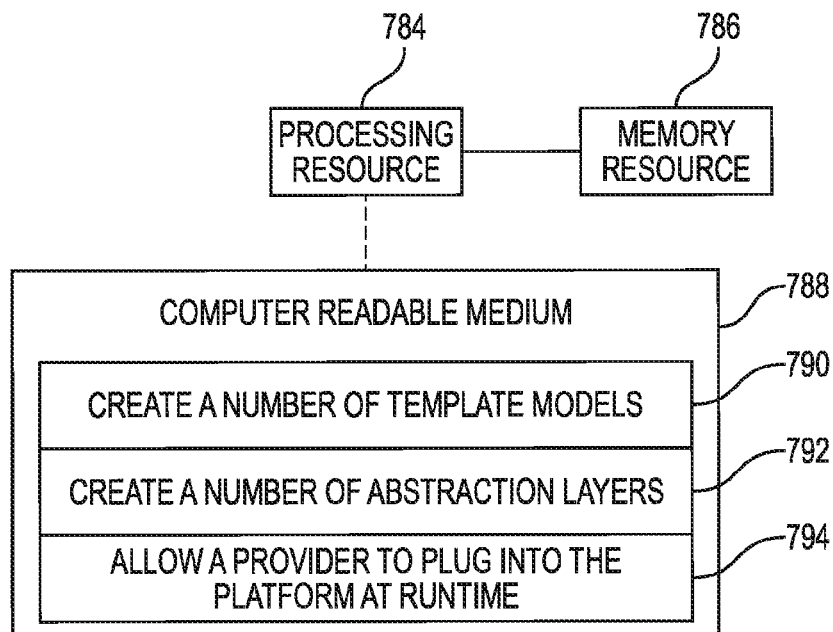 784
786
PROCESSING
RESOURCE
MEMORY
RESOURCE
788
COMPUTER READABLE MEDIUM
790
CREATE A NUMBER OF TEMPLATE MODELS
792
CREATE A NUMBER OF ABSTRACTION LAYERS
794
ALLOW A PROVIDER TO PLUG INTO THE
PLATFORM AT RUNTIME